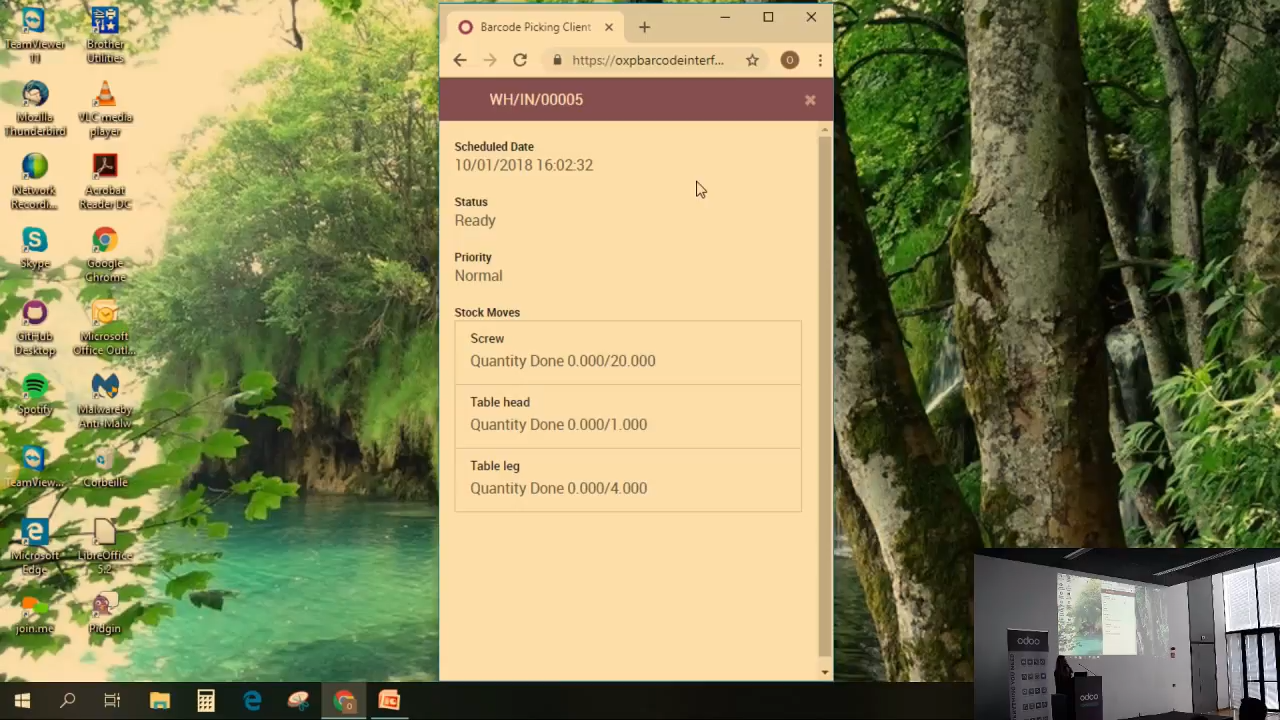 TeamViewer
11
Brother
Utilities
Mozilla
Thunderbird
VLC media
player
Network
Recordi...
Acrobat
Reader DC
Skype
Google
Chrome
GitHub
Desktop
Microsoft
Office Outl...
Spotify
Malwareby
Anti-Malw
TeamView...
Corbeille
Microsoft
Edge
LibreOffice
5.2
join.me
Pidgin
Barcode Picking Client
https://oxpbarcodeinterf...
O
WH/IN/00005
Scheduled Date
10/01/2018 16:02:32
Status
Ready
Priority
Normal
Stock Moves
Screw
Quantity Done 0.000/20.000
Table head
Quantity Done 0.000/1.000
Table leg
Quantity Done 0.000/4.000
odoo
odoo